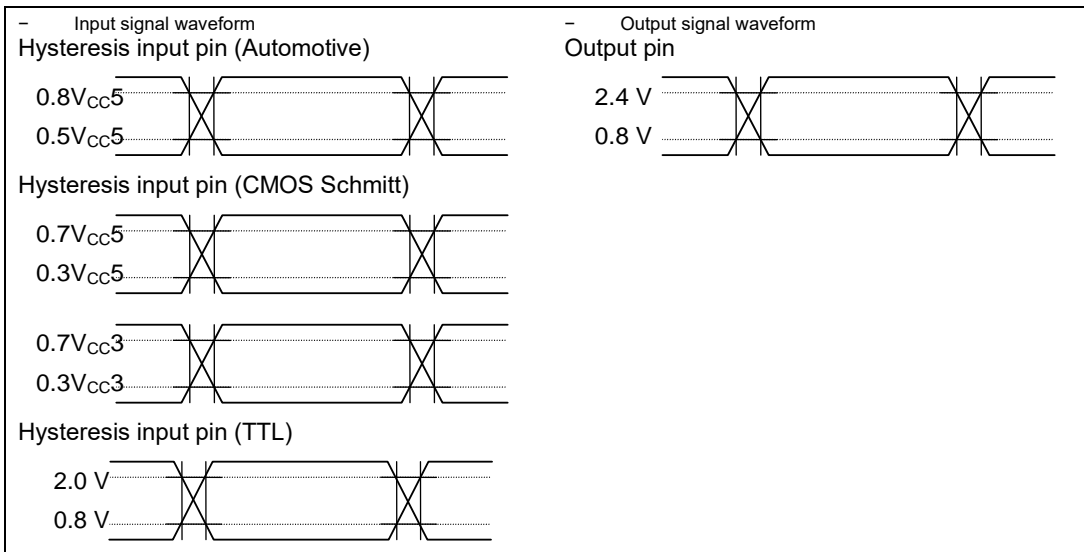 − Input signal waveform
Hysteresis input pin (Automotive)
0.8VCC5
0.5VCC5
Hysteresis input pin (CMOS Schmitt)
0.7VCC5
0.3VCC5
0.7VCC3
0.3VCC3
Hysteresis input pin (TTL)
2.0 V
0.8 V
− Output signal waveform
Output pin
2.4 V
0.8 V